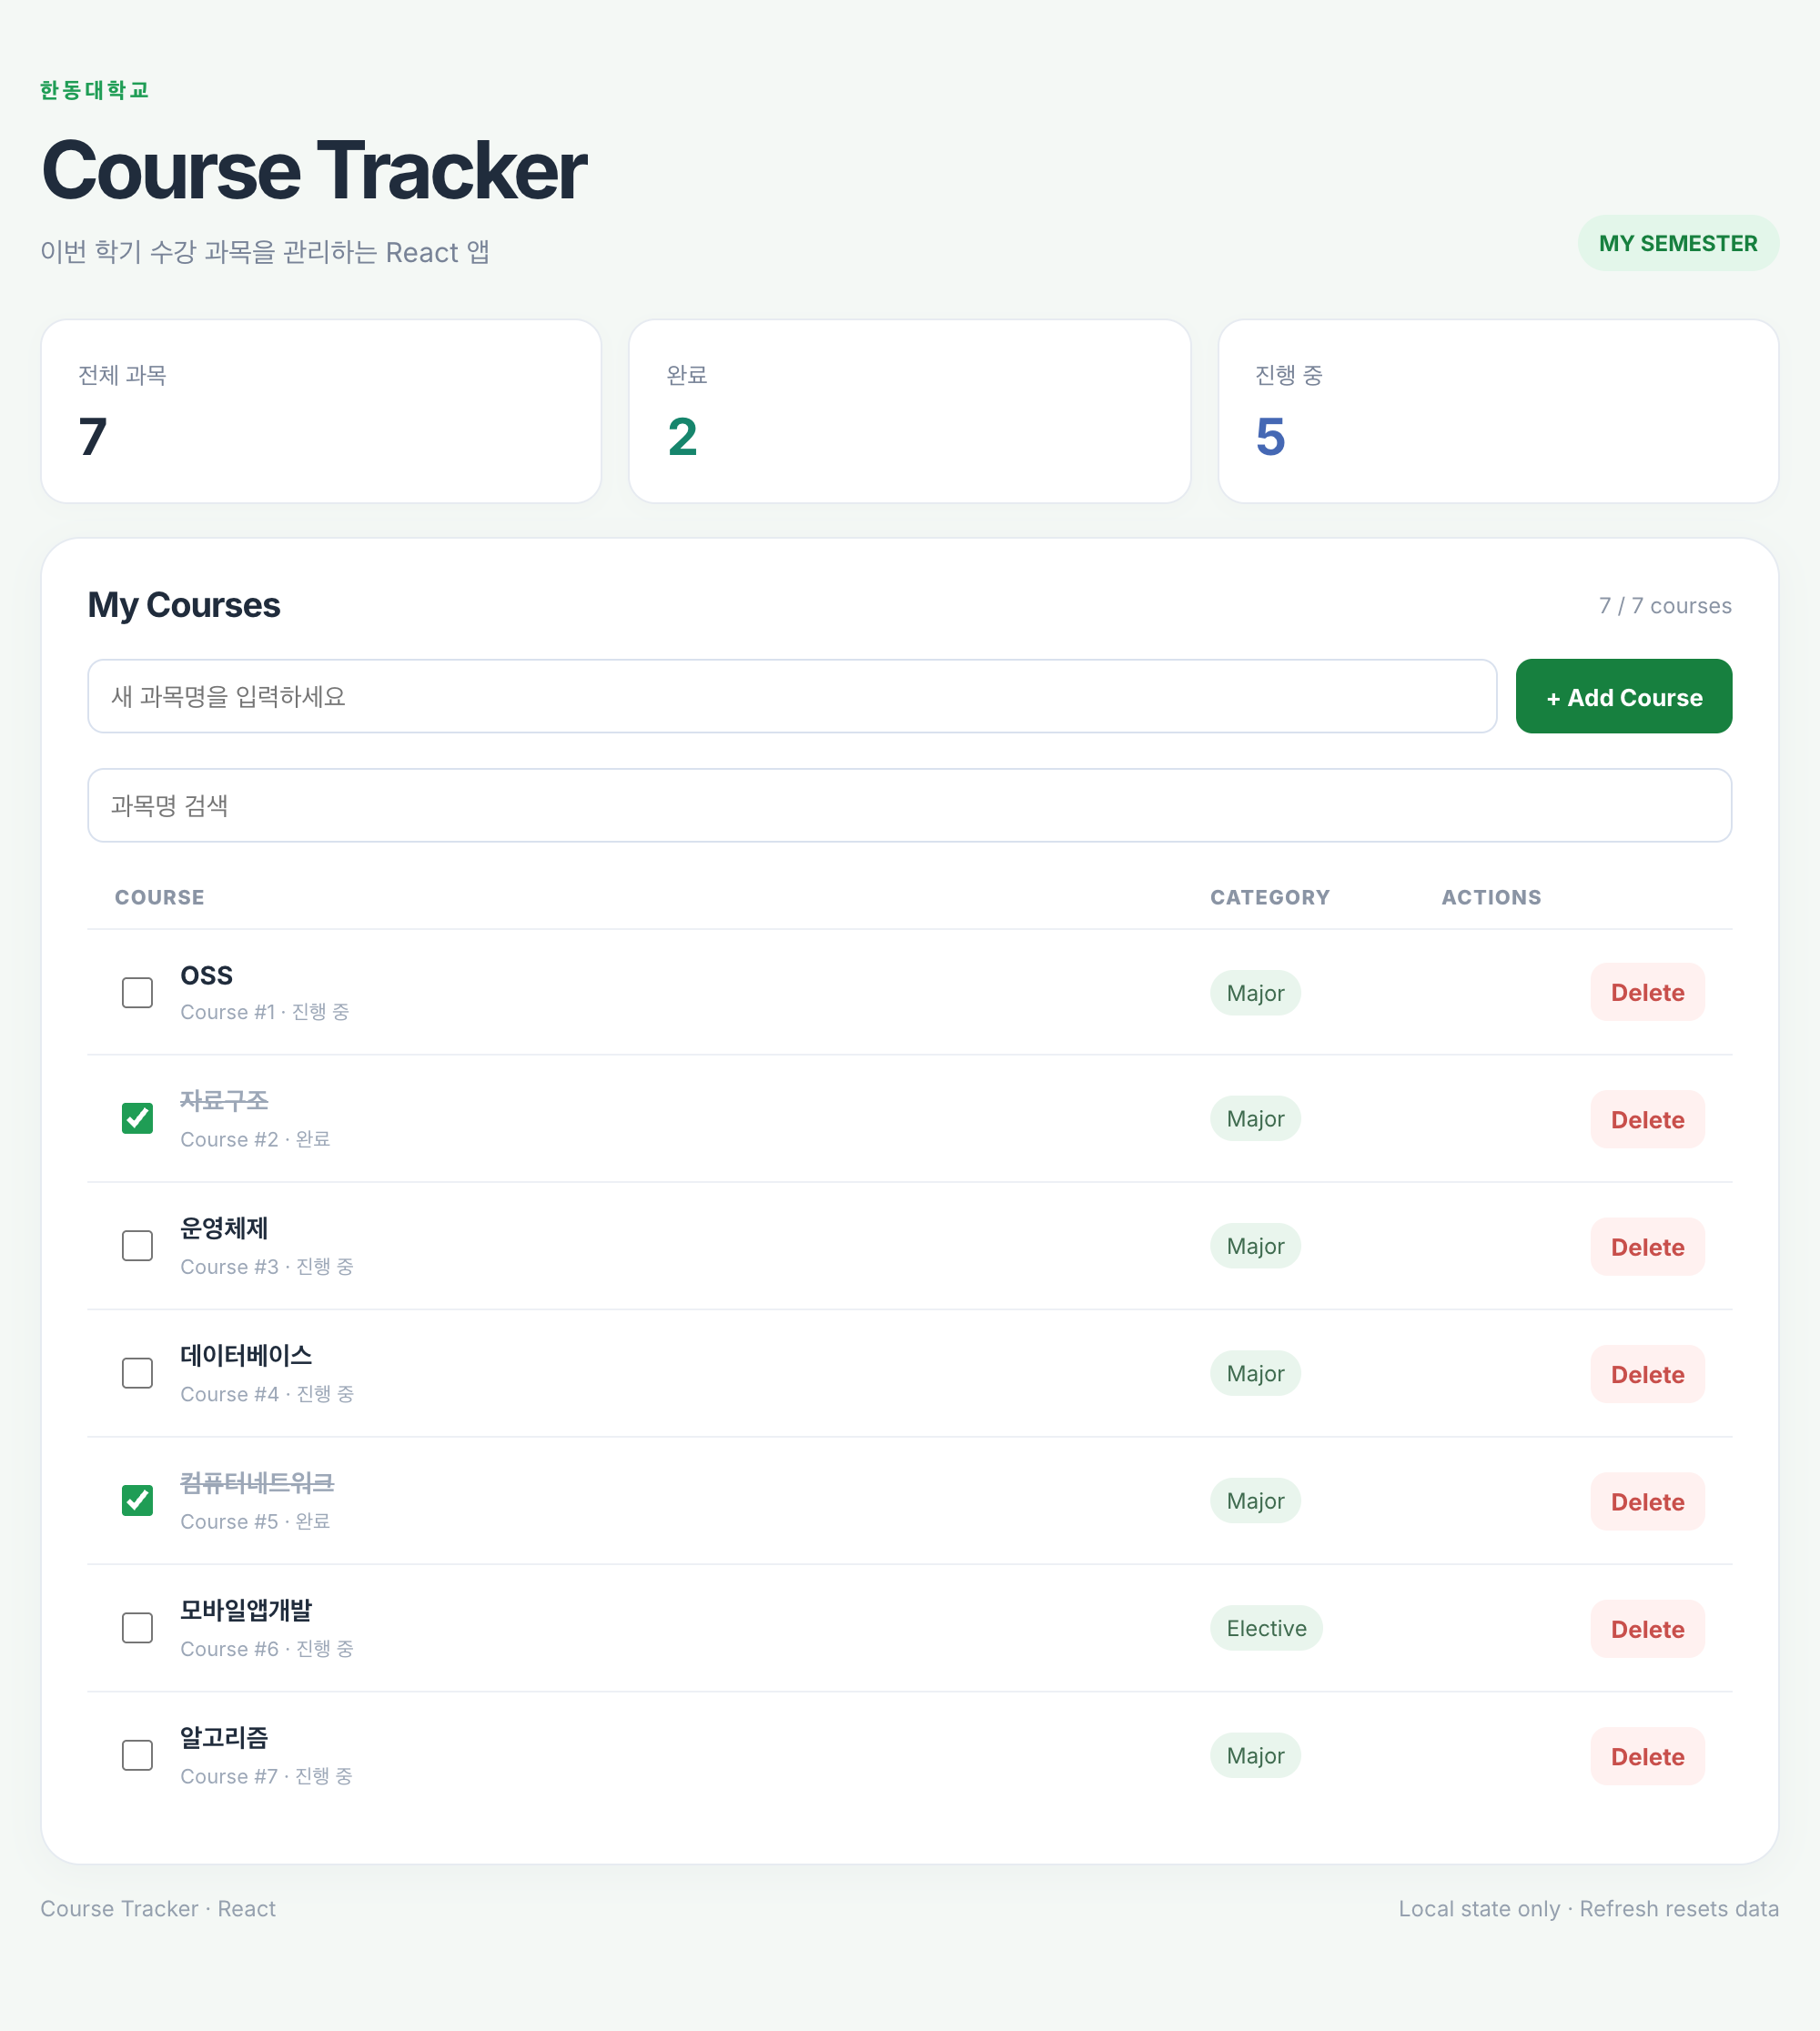 한동대학교
Course Tracker
이번 학기 수강 과목을 관리하는 React 앱
MY SEMESTER
전체 과목
7
완료
2
진행 중
5
My Courses
7 / 7 courses
새 과목명을 입력하세요
+ Add Course
과목명 검색
COURSE CATEGORY ACTIONS
OSS
Course #1 · 진행 중
Major
Delete
자료구조
Course #2 · 완료
Major
Delete
운영체제
Course #3 · 진행 중
Major
Delete
데이터베이스
Course #4 · 진행 중
Major
Delete
컴퓨터네트워크
Course #5 · 완료
Major
Delete
모바일앱개발
Course #6 · 진행 중
Elective
Delete
알고리즘
Course #7 · 진행 중
Major
Delete
Course Tracker · React
Local state only · Refresh resets data